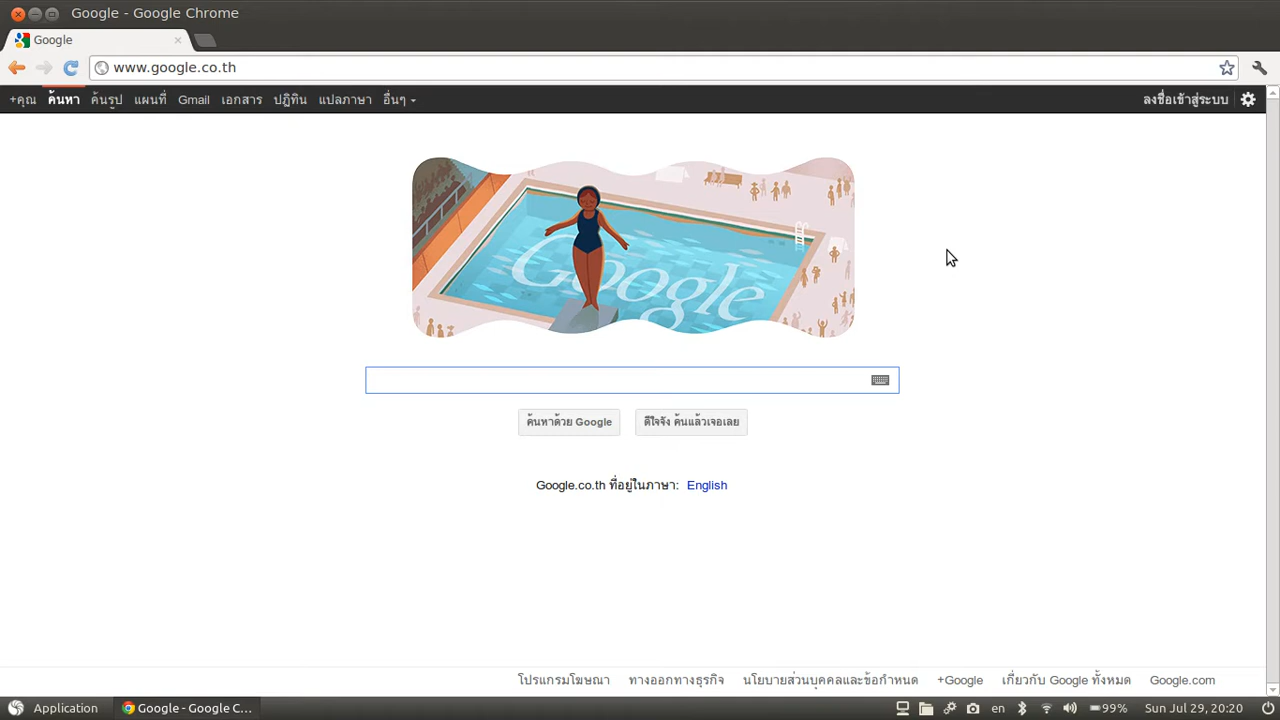 Google - Google Chrome
Google
www.google.co.th
+คุณ ค้นหา ค้นรูป แผนที่ Gmail เอกสาร ปฏิทิน แปลภาษา อื่นๆ ลงชื่อเข้าสู่ระบบ
Google
ค้นหาด้วย Google ดีใจจัง ค้นแล้วเจอเลย
Google.co.th ที่อยู่ในภาษา: English
โปรแกรมโฆษณา ทางออกทางธุรกิจ นโยบายส่วนบุคคลและข้อกำหนด +Google เกี่ยวกับ Google ทั้งหมด Google.com
Application Google - Google C... en 99% Sun Jul 29, 20:20